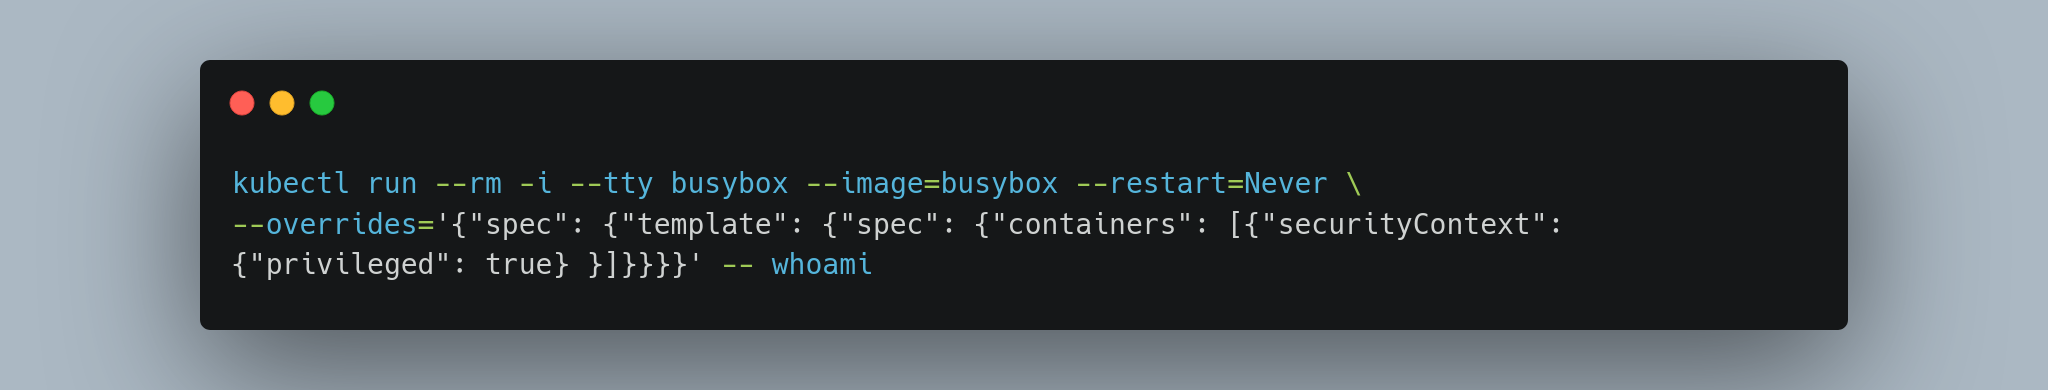 kubectl run --rm -i --tty busybox --image=busybox --restart=Never \
--overrides='{"spec": {"template": {"spec": {"containers": [{"securityContext":
{"privileged": true} }]}}}}' -- whoami